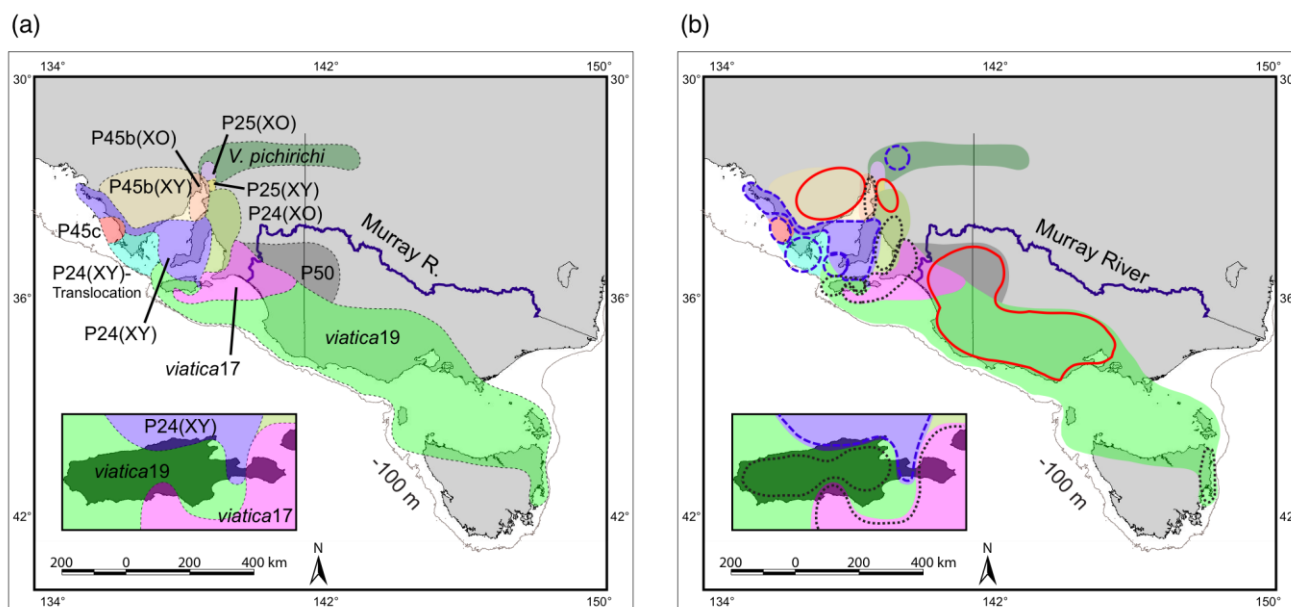 (a)
134°
142°
150°
30°
30°
P25(XO)
P45b(XO)
V. pichirichi
P45b(XY)
P25(XY)
P24(XO)
P45c
Murray R.
P50
P24(XY)-
Translocation
36°
36°
P24(XY)
viatica19
viatica17
P24(XY)
viatica19
viatica17
-100 m
42°
42°
200 0 200 400 km
N
134°
142°
150°
(b)
134°
142°
150°
30°
30°
Murray River
36°
36°
-100 m
42°
42°
200 0 200 400 km
N
134°
142°
150°